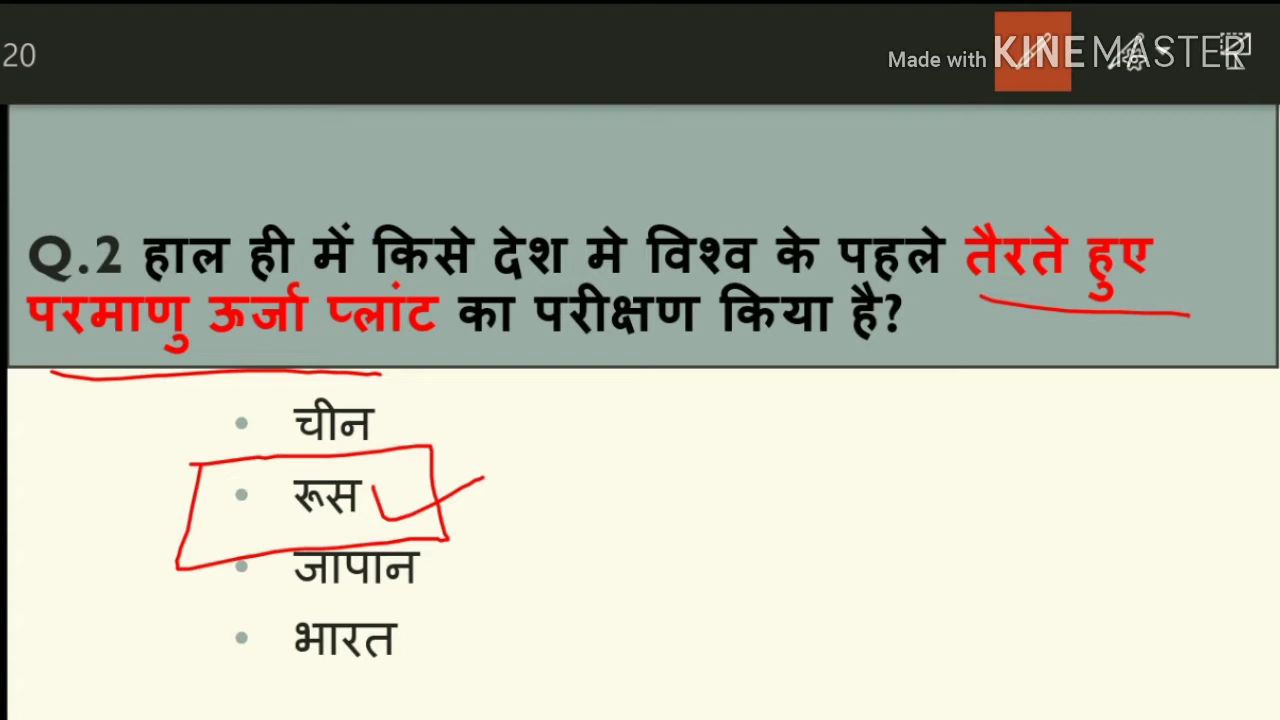 20
Made with KINEMASTER
Q.2 हाल ही में किसे देश मे विश्व के पहले तैरते हुए
परमाणु ऊर्जा प्लांट का परीक्षण किया है?
• चीन
• रूस
• जापान
• भारत